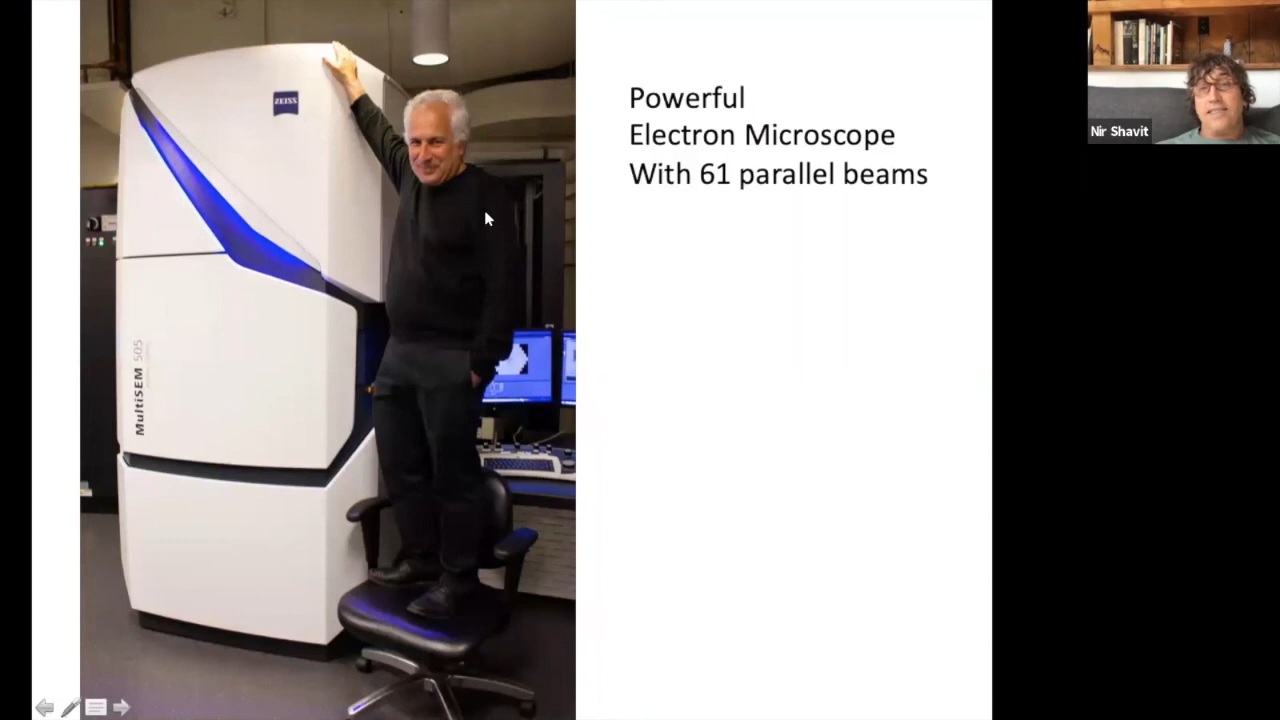 Powerful
Electron Microscope
With 61 parallel beams
ZEISS
MultiSEM 505
Nir Shavit